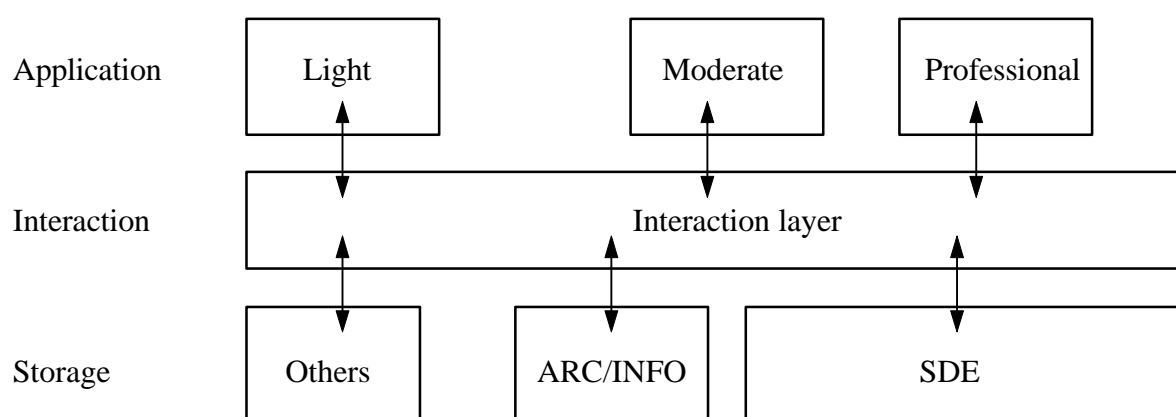 Application Light Moderate Professional
Interaction Interaction layer
Storage Others ARC/INFO SDE